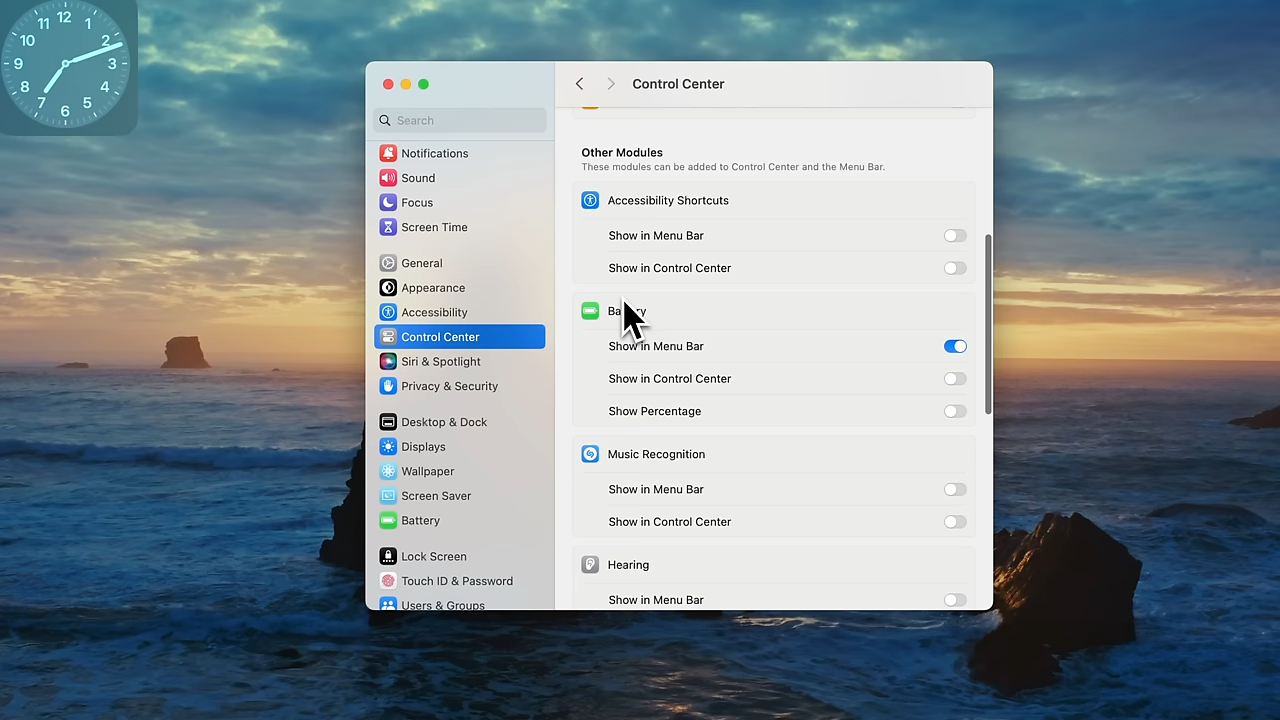 12
11
1
10
2
9
3
8
4
7
5
6
Control Center
Search
Notifications
Sound
Focus
Screen Time
General
Appearance
Accessibility
Control Center
Siri & Spotlight
Privacy & Security
Desktop & Dock
Displays
Wallpaper
Screen Saver
Battery
Lock Screen
Touch ID & Password
Users & Groups
Other Modules
These modules can be added to Control Center and the Menu Bar.
Accessibility Shortcuts
Show in Menu Bar
Show in Control Center
Battery
Show in Menu Bar
Show in Control Center
Show Percentage
Music Recognition
Show in Menu Bar
Show in Control Center
Hearing
Show in Menu Bar